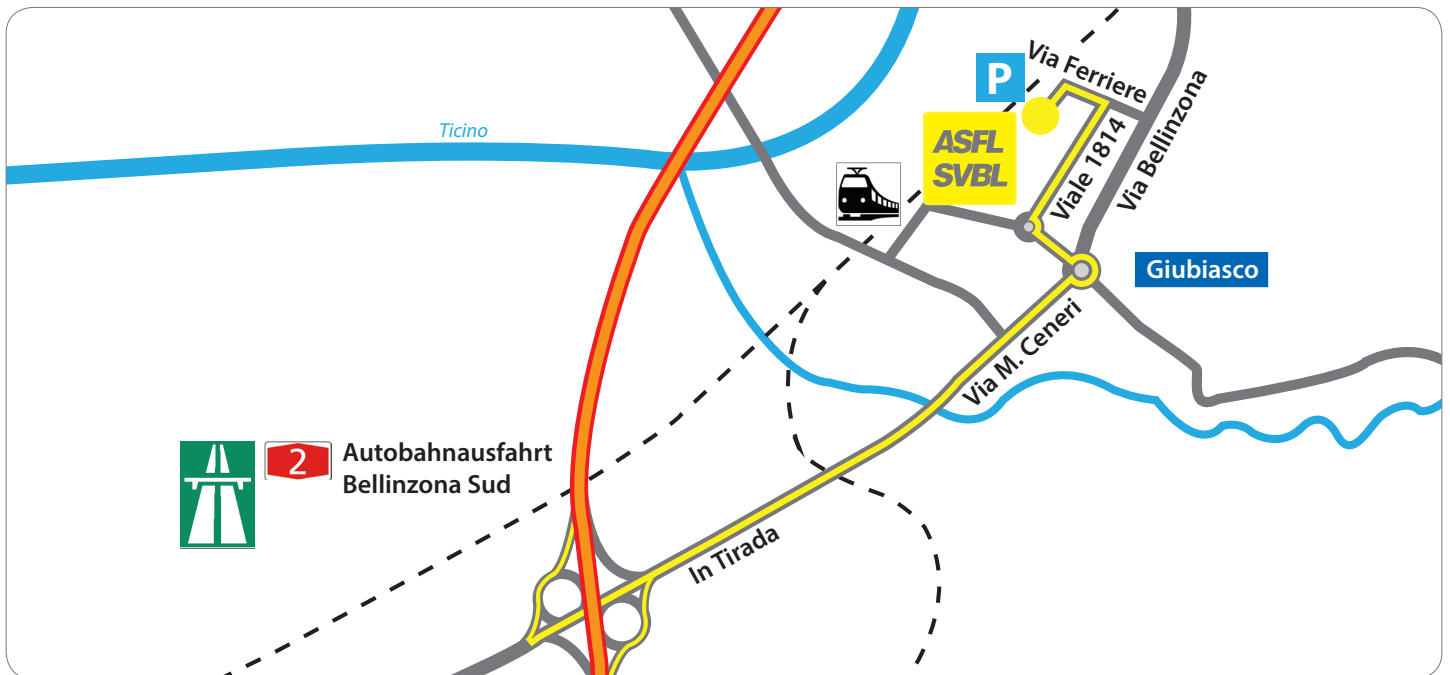 Via Ferriere
P
Ticino
ASFL
SVBL
Viale 1814
Via Bellinzona
Giubiasco
Via M. Ceneri
2
Autobahnausfahrt
Bellinzona Sud
In Tirada